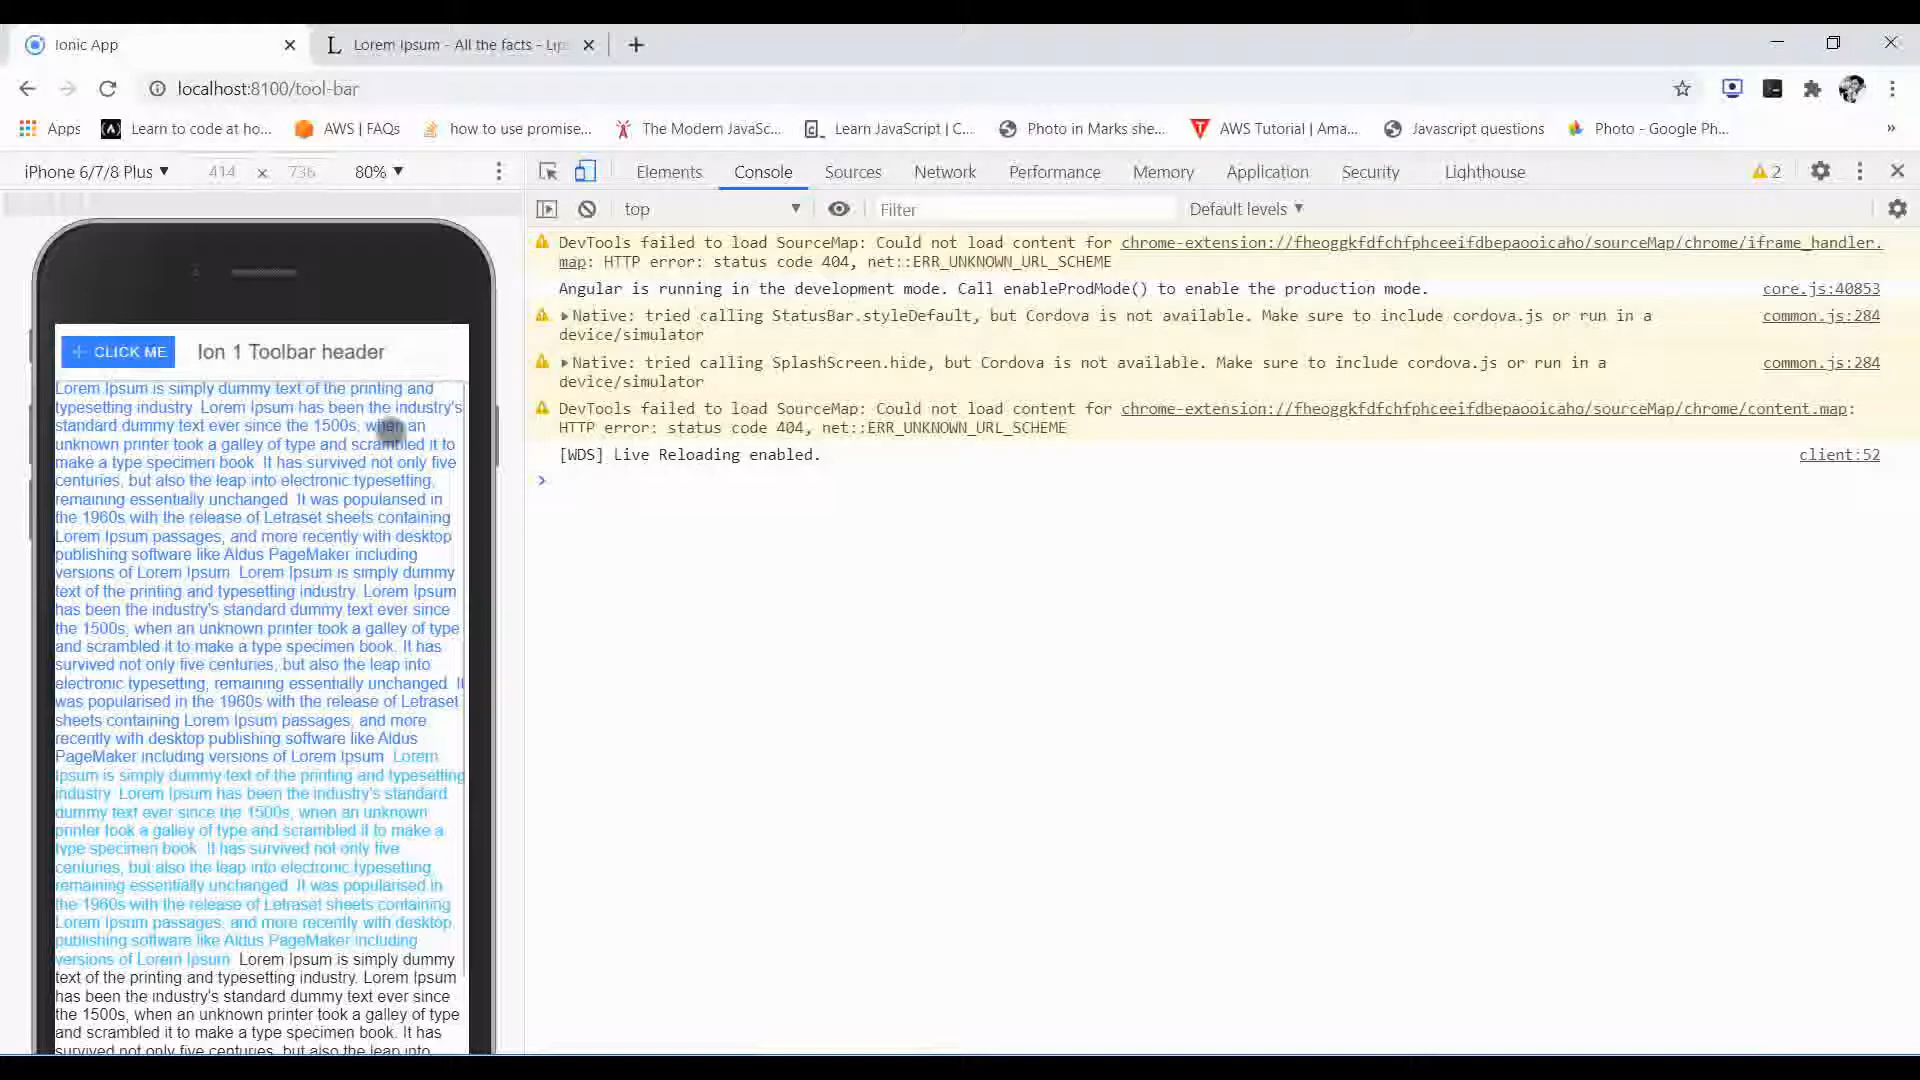 Ionic App
Lorem Ipsum - All the facts - Lip
localhost:8100/tool-bar
Apps
Learn to code at ho...
AWS | FAQs
how to use promise...
The Modern JavaSc...
Learn JavaScript | C...
Photo in Marks she...
AWS Tutorial | Ama...
Javascript questions
Photo - Google Ph...
»
iPhone 6/7/8 Plus ▼ 414 × 736 80% ▼
Elements Console Sources Network Performance Memory Application Security Lighthouse 2
top ▼ Filter Default levels ▼
DevTools failed to load SourceMap: Could not load content for chrome-extension://fheoggkfdfchfphceeifdbepaooicaho/sourceMap/chrome/iframe_handler.
map: HTTP error: status code 404, net::ERR_UNKNOWN_URL_SCHEME
Angular is running in the development mode. Call enableProdMode() to enable the production mode. core.js:40853
Native: tried calling StatusBar.styleDefault, but Cordova is not available. Make sure to include cordova.js or run in a common.js:284
device/simulator
Native: tried calling SplashScreen.hide, but Cordova is not available. Make sure to include cordova.js or run in a common.js:284
device/simulator
DevTools failed to load SourceMap: Could not load content for chrome-extension://fheoggkfdfchfphceeifdbepaooicaho/sourceMap/chrome/content.map:
HTTP error: status code 404, net::ERR_UNKNOWN_URL_SCHEME
[WDS] Live Reloading enabled. client:52
>
+ CLICK ME Ion 1 Toolbar header
Lorem Ipsum is simply dummy text of the printing and
typesetting industry. Lorem Ipsum has been the industry's
standard dummy text ever since the 1500s, when an
unknown printer took a galley of type and scrambled it to
make a type specimen book. It has survived not only five
centuries, but also the leap into electronic typesetting,
remaining essentially unchanged. It was popularised in
the 1960s with the release of Letraset sheets containing
Lorem Ipsum passages, and more recently with desktop
publishing software like Aldus PageMaker including
versions of Lorem Ipsum. Lorem Ipsum is simply dummy
text of the printing and typesetting industry. Lorem Ipsum
has been the industry's standard dummy text ever since
the 1500s, when an unknown printer took a galley of type
and scrambled it to make a type specimen book. It has
survived not only five centuries, but also the leap into
electronic typesetting, remaining essentially unchanged. It
was popularised in the 1960s with the release of Letraset
sheets containing Lorem Ipsum passages, and more
recently with desktop publishing software like Aldus
PageMaker including versions of Lorem Ipsum. Lorem
Ipsum is simply dummy text of the printing and typesetting
industry. Lorem Ipsum has been the industry's standard
dummy text ever since the 1500s, when an unknown
printer took a galley of type and scrambled it to make a
type specimen book. It has survived not only five
centuries, but also the leap into electronic typesetting,
remaining essentially unchanged. It was popularised in
the 1960s with the release of Letraset sheets containing
Lorem Ipsum passages, and more recently with desktop
publishing software like Aldus PageMaker including
versions of Lorem Ipsum. Lorem Ipsum is simply dummy
text of the printing and typesetting industry. Lorem Ipsum
has been the industry's standard dummy text ever since
the 1500s, when an unknown printer took a galley of type
and scrambled it to make a type specimen book. It has
survived not only five centuries, but also the leap into